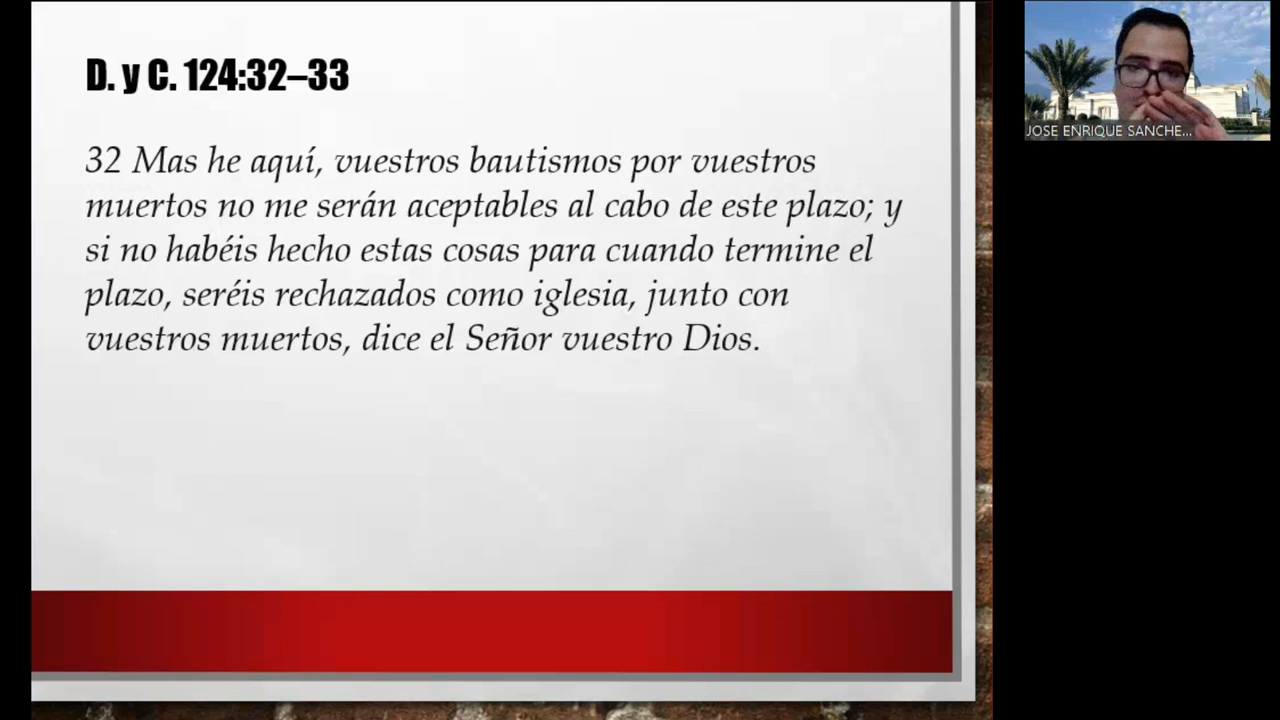 D. y C. 124:32–33
32 Mas he aquí, vuestros bautismos por vuestros
muertos no me serán aceptables al cabo de este plazo; y
si no habéis hecho estas cosas para cuando termine el
plazo, seréis rechazados como iglesia, junto con
vuestros muertos, dice el Señor vuestro Dios.
JOSE ENRIQUE SANCHE...